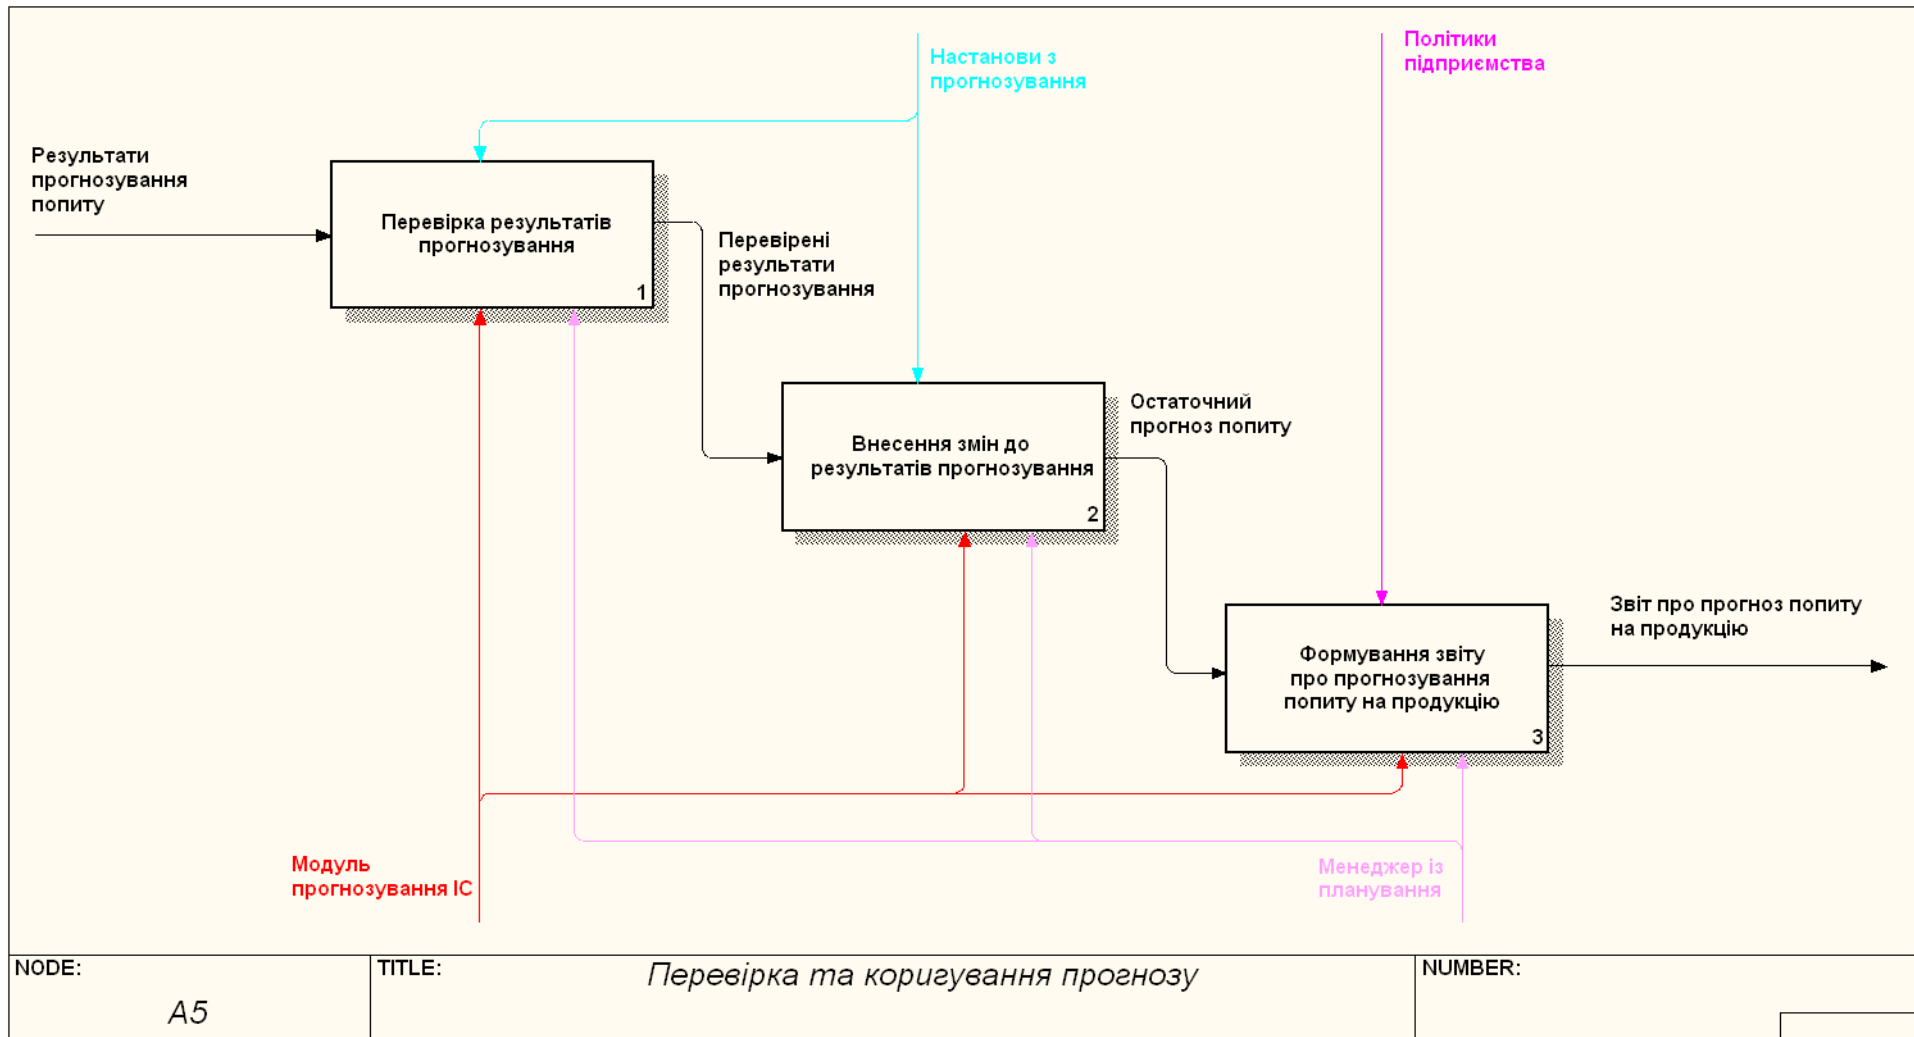 Настанови з
прогнозування
Політики
підприємства
Результати
прогнозування
попиту
Перевірка результатів
прогнозування
1
Перевірені
результати
прогнозування
Остаточний
прогноз попиту
Внесення змін до
результатів прогнозування
2
Звіт про прогноз попиту
на продукцію
Формування звіту
про прогнозування
попиту на продукцію
3
Модуль
прогнозування ІС
Менеджер із
планування
NODE:
A5
TITLE:
Перевірка та коригування прогнозу
NUMBER: